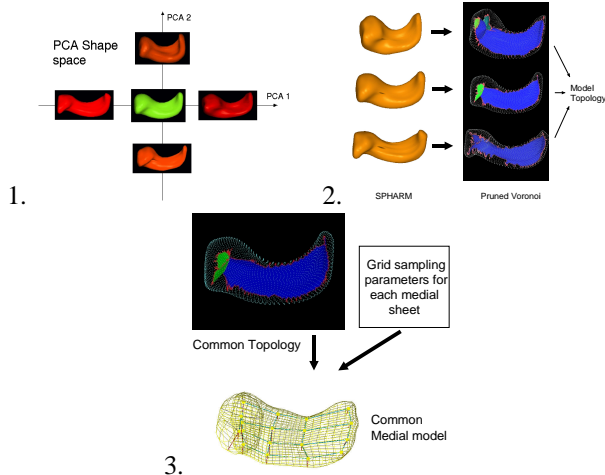 PCA 2
PCA Shape
space
PCA 1
1.
Model
Topology
2.
SPHARM
Pruned Voronoi
Grid sampling
parameters for
each medial
sheet
Common Topology
Common
Medial model
3.